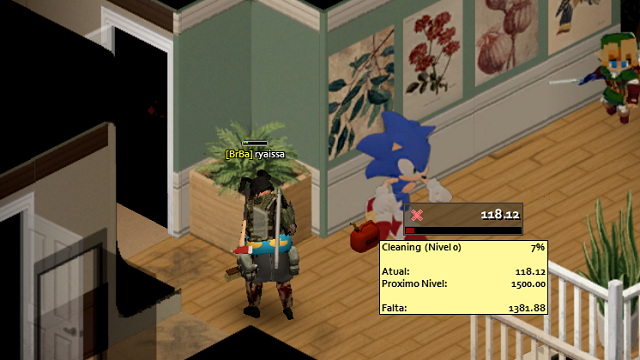 [BrBa] ryaissa
118.12
Cleaning (Nivel 0) 7%
Atual: 118.12
Proximo Nivel: 1500.00
Falta: 1381.88